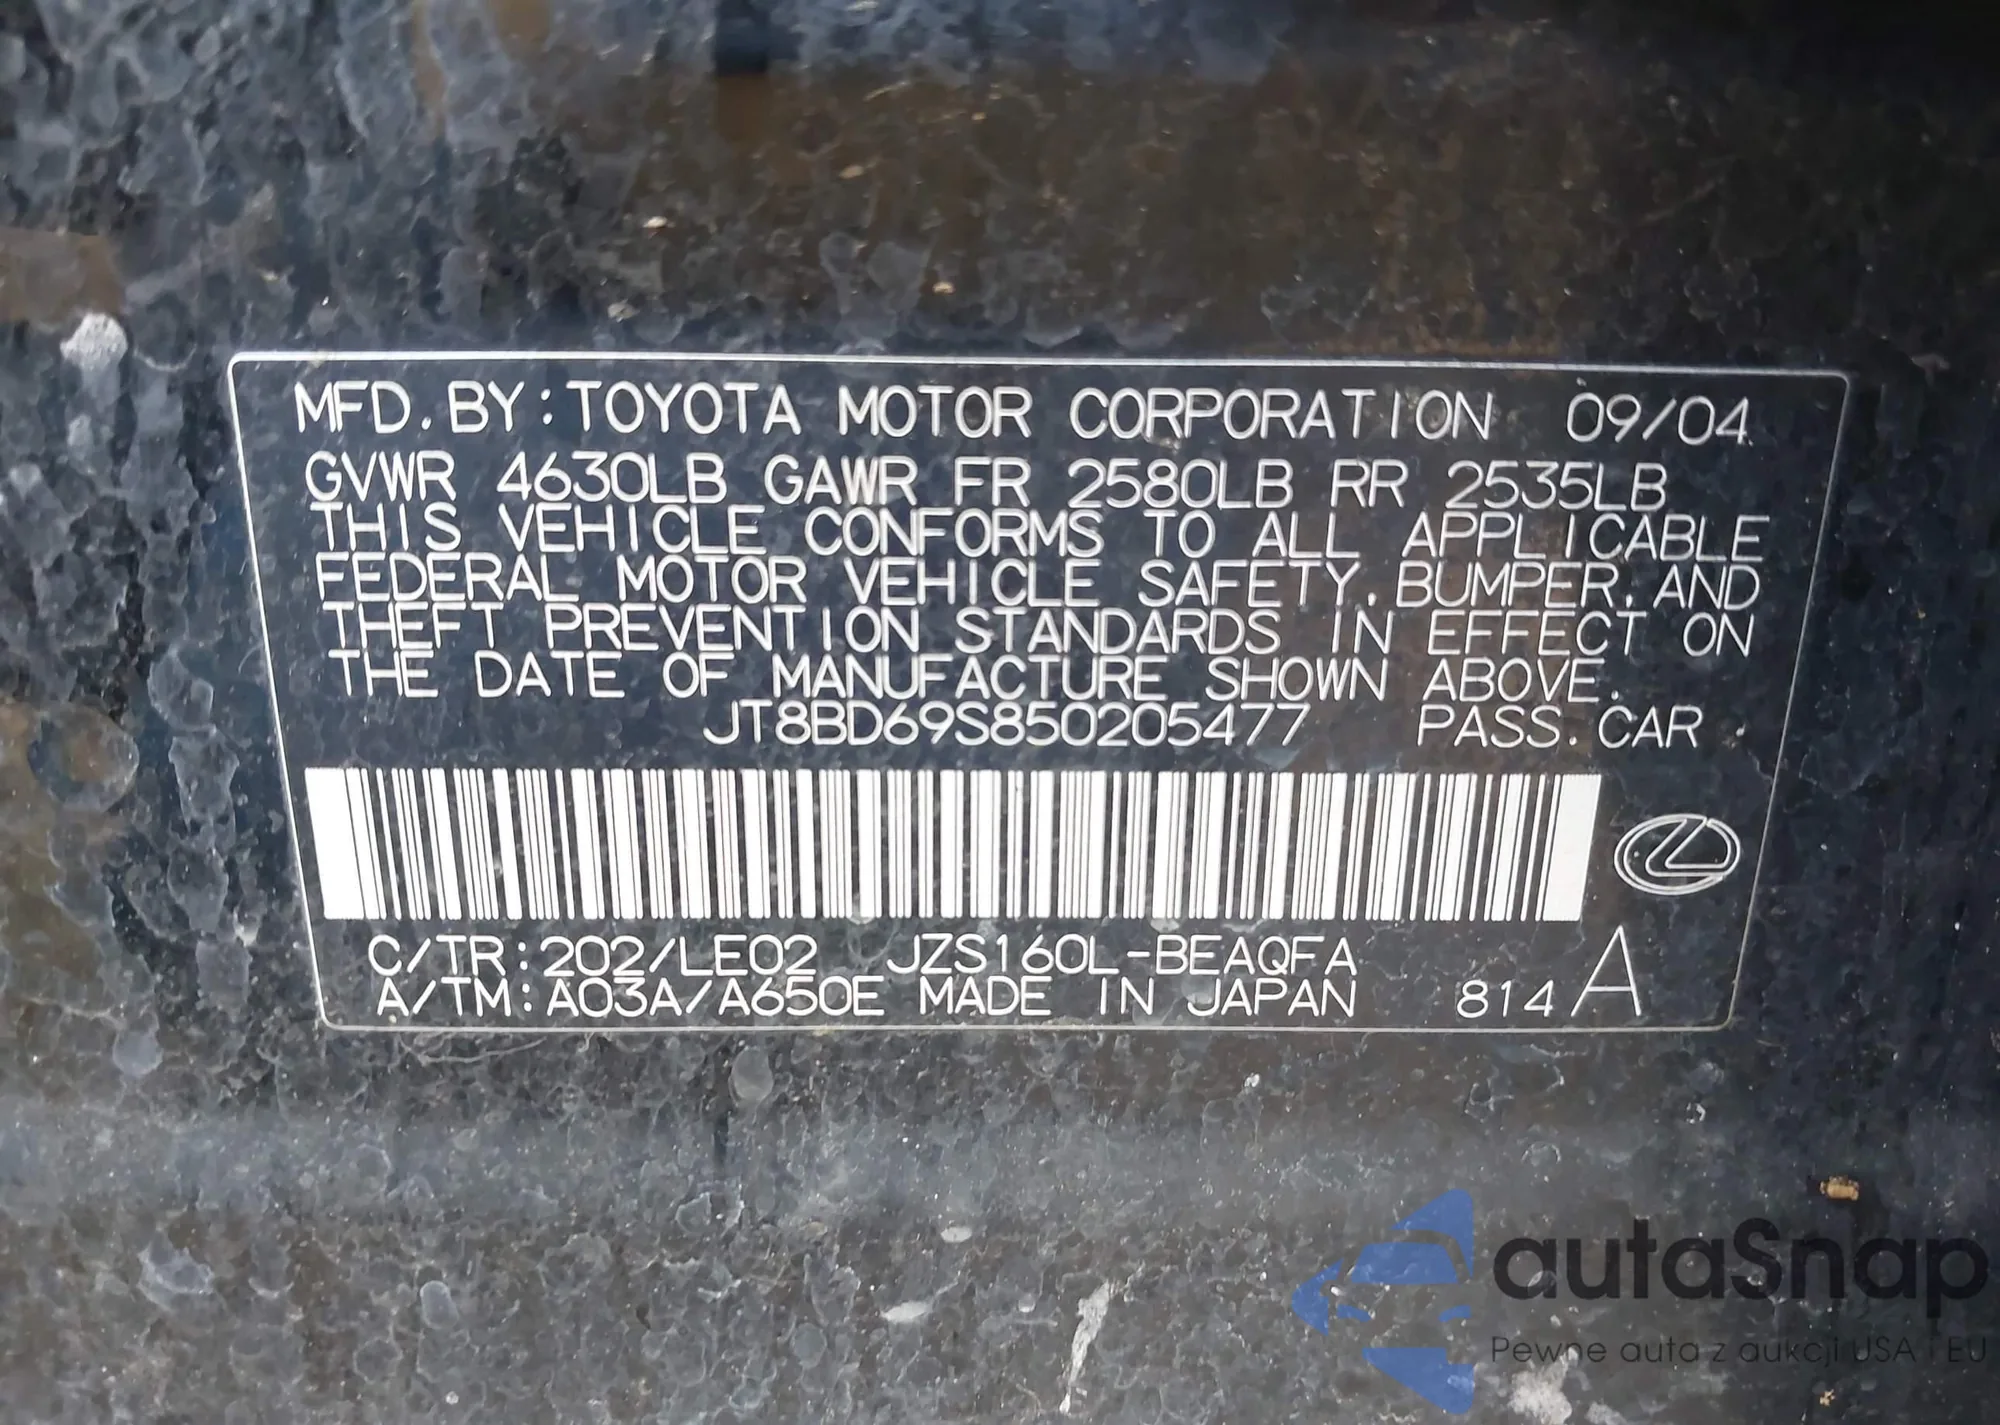 MFD. BY: TOYOTA MOTOR CORPORATION 09/04
GVWR 4630LB GAWR FR 2580LB RR 2535LB
THIS VEHICLE CONFORMS TO ALL APPLICABLE
FEDERAL MOTOR VEHICLE SAFETY, BUMPER, AND
THEFT PREVENTION STANDARDS IN EFFECT ON
THE DATE OF MANUFACTURE SHOWN ABOVE.
JT8BD69S850205477 PASS. CAR
C/TR: 202/LE02 JZS160L-BEAQFA
A/TM: A03A/A650E MADE IN JAPAN 814 A
autaSnap
Pewne auta z aukcji USA i EU